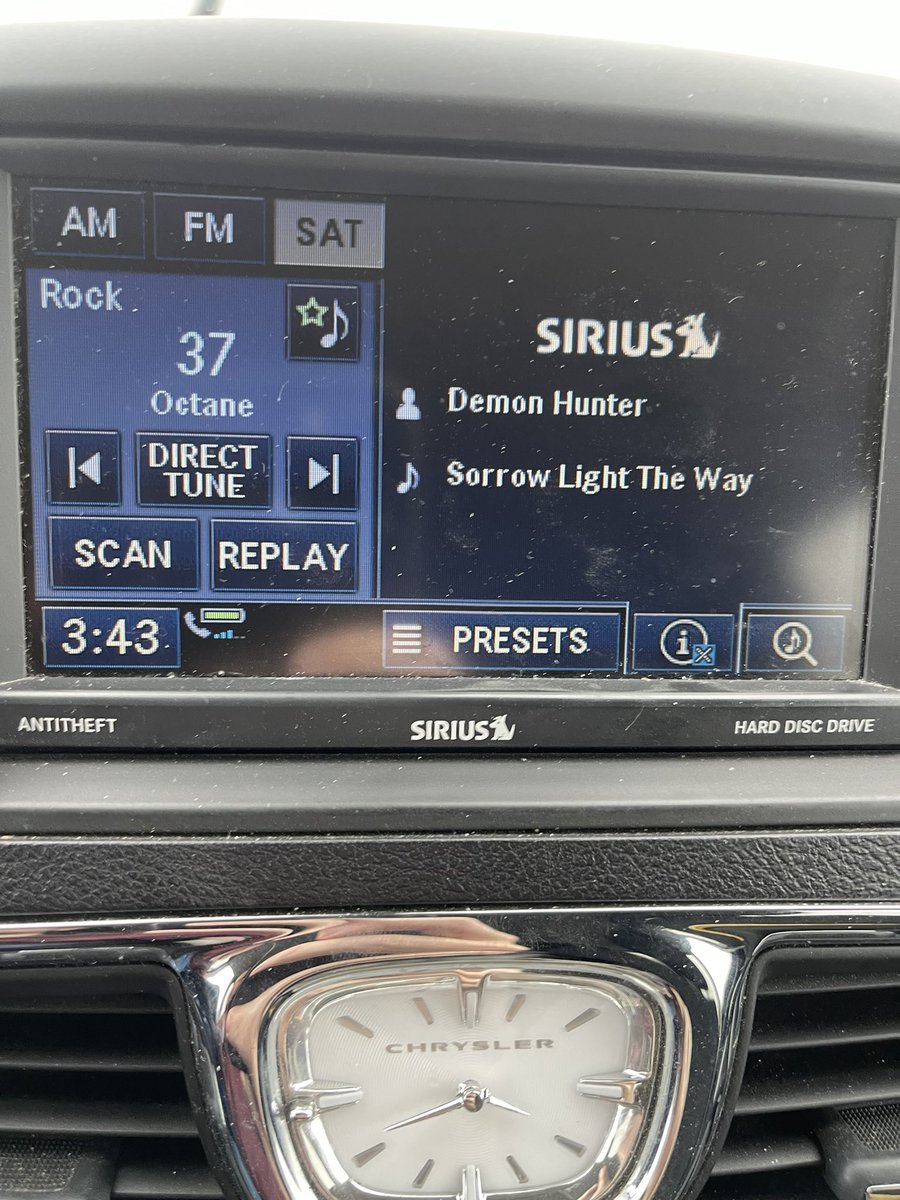 AM FM SAT
Rock
37
Octane
DIRECT
TUNE
SCAN REPLAY
SIRIUS
Demon Hunter
Sorrow Light The Way
3:43 PRESETS i
ANTITHEFT SIRIUS HARD DISC DRIVE
CHRYSLER